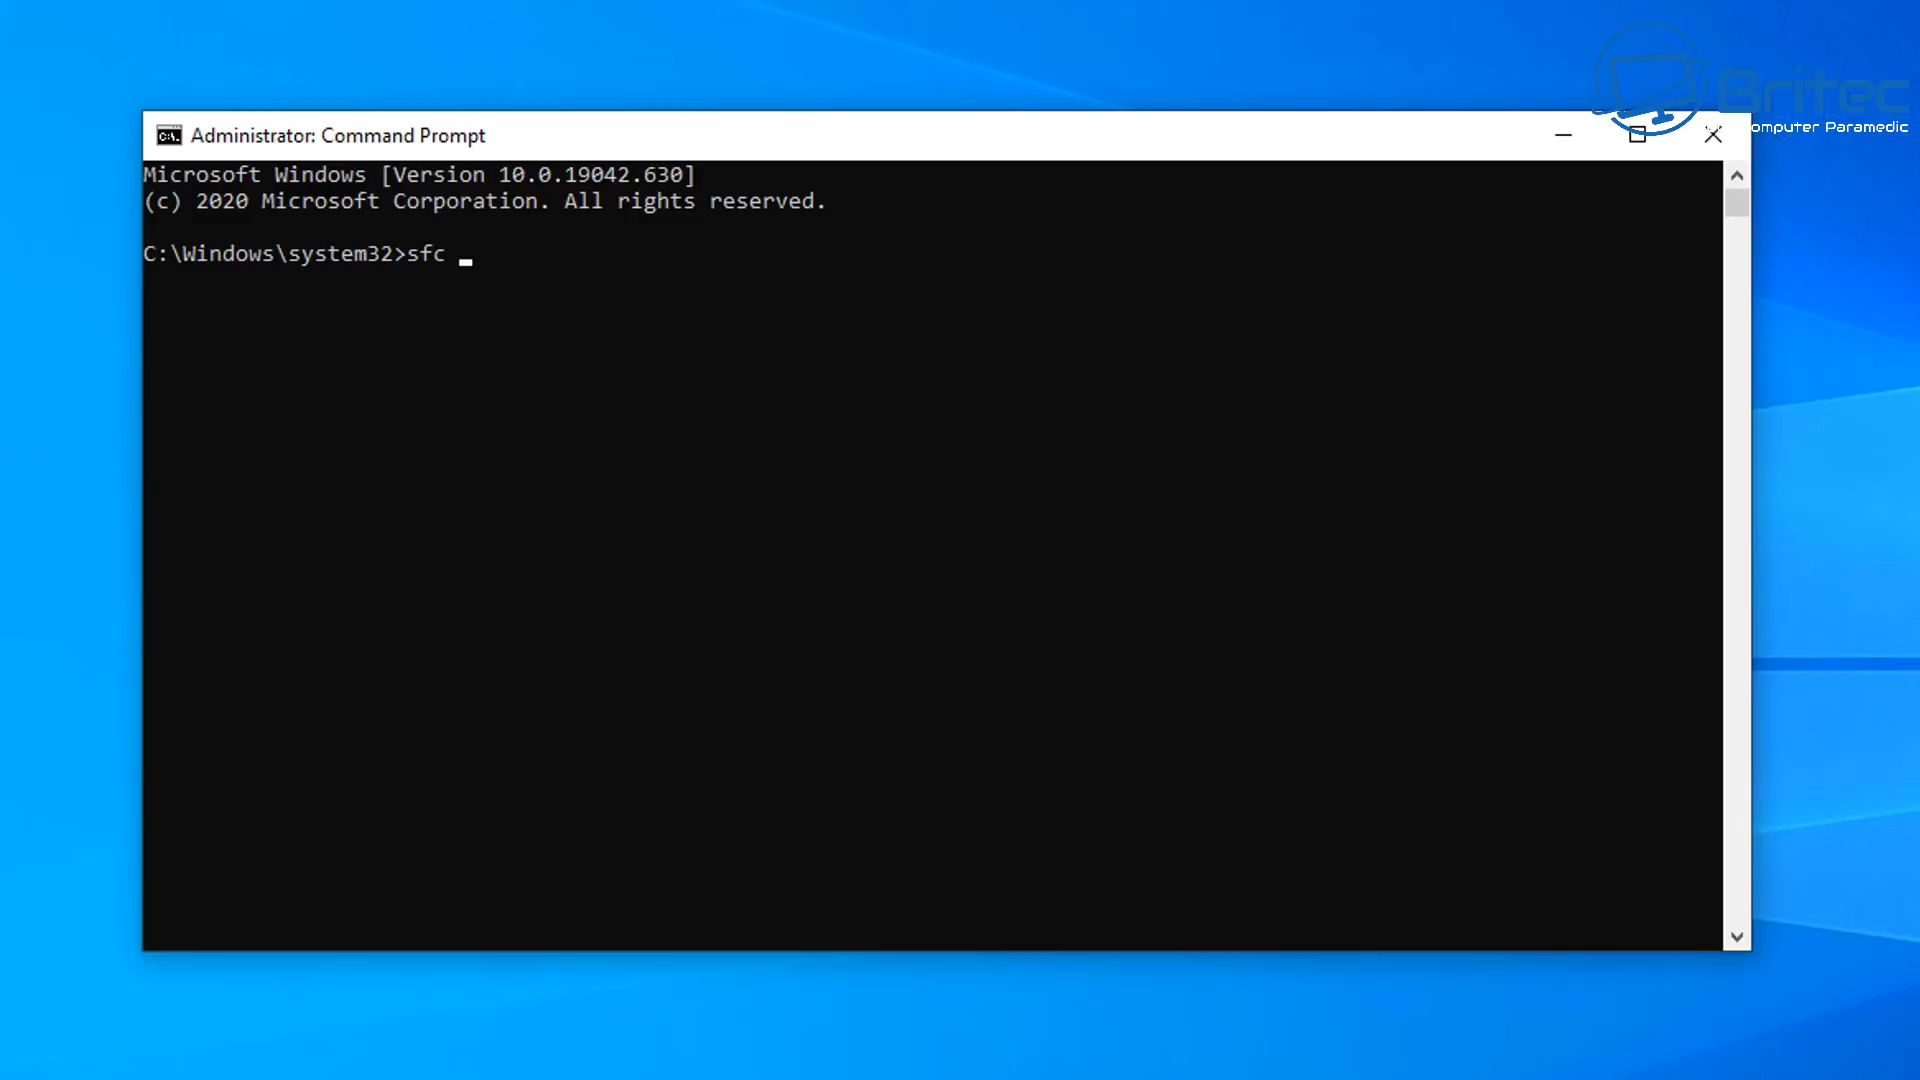 Britec
omputer Paramedic
Administrator: Command Prompt
Microsoft Windows [Version 10.0.19042.630]
(c) 2020 Microsoft Corporation. All rights reserved.
C:\Windows\system32>sfc